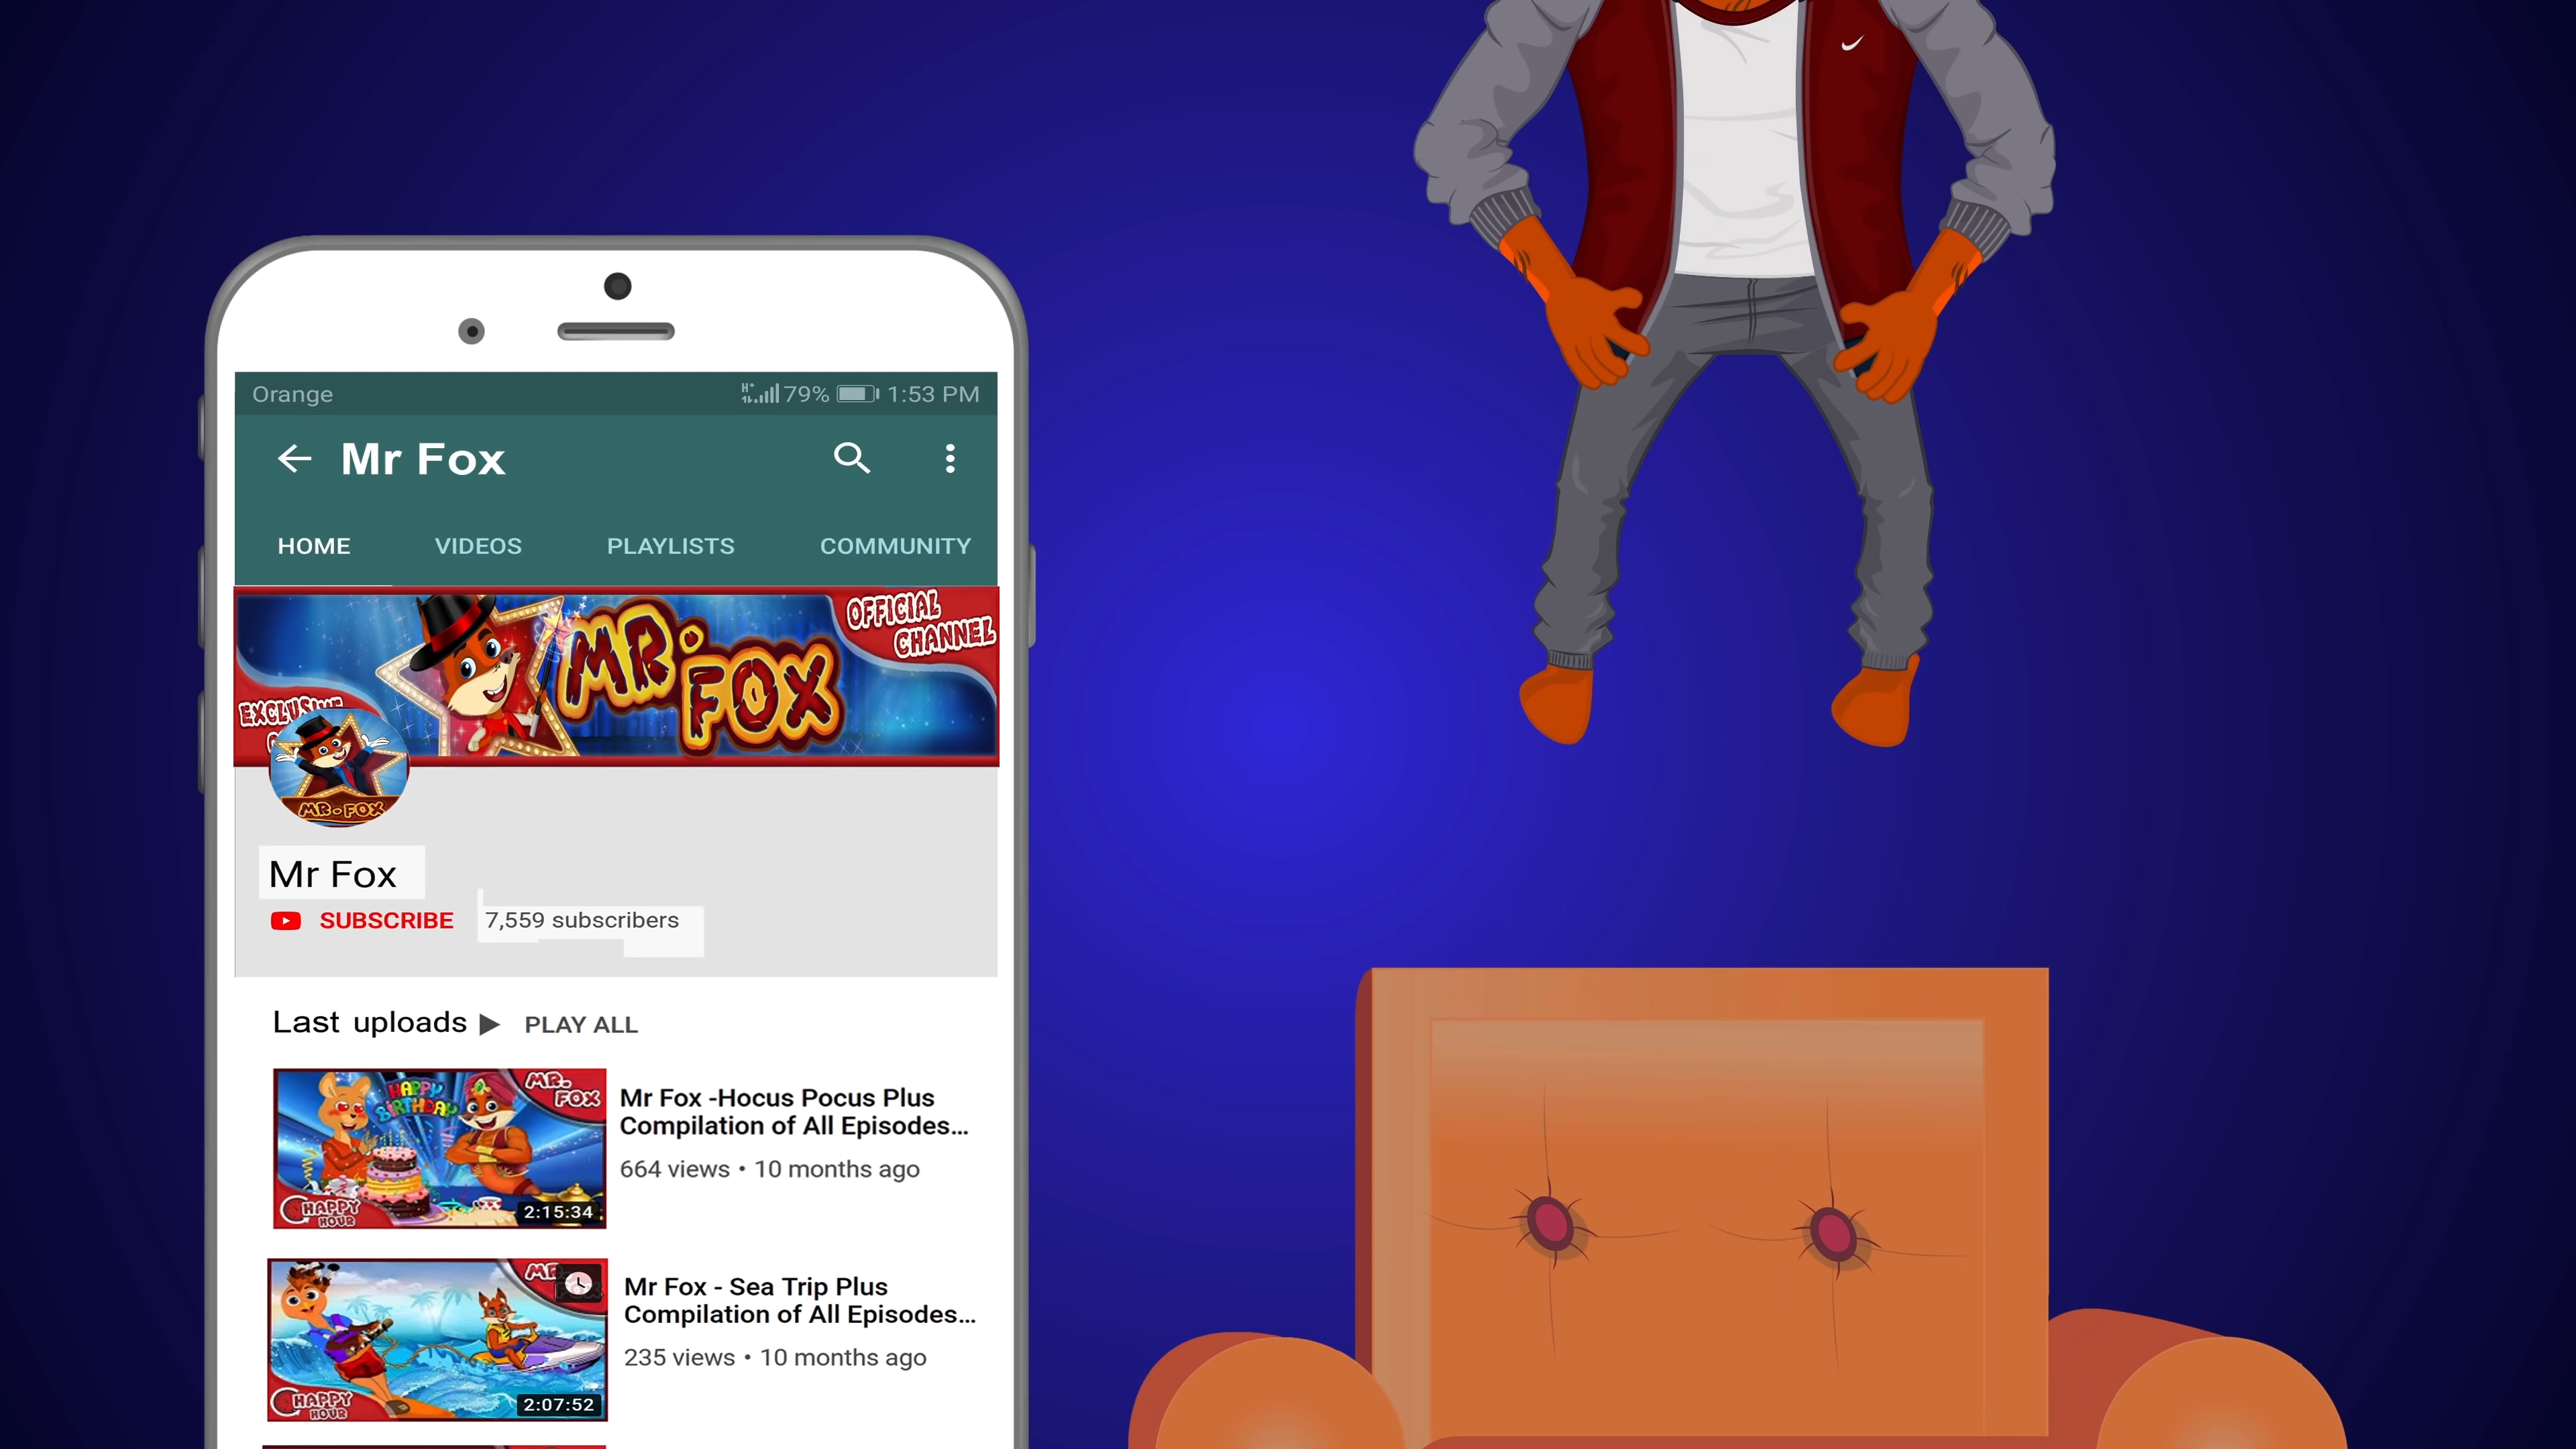 Orange
79% 1:53 PM
Mr Fox
HOME VIDEOS PLAYLISTS COMMUNITY
OFFICIAL
CHANNEL
MR.
FOX
EXCLUSIVE
MR-FOX
Mr Fox
SUBSCRIBE 7,559 subscribers
Last uploads PLAY ALL
HAPPY
BIRTHDAY
MR.
FOX
HAPPY
HOUR
2:15:34
Mr Fox -Hocus Pocus Plus
Compilation of All Episodes...
664 views • 10 months ago
HAPPY
HOUR
2:07:52
Mr Fox - Sea Trip Plus
Compilation of All Episodes...
235 views • 10 months ago